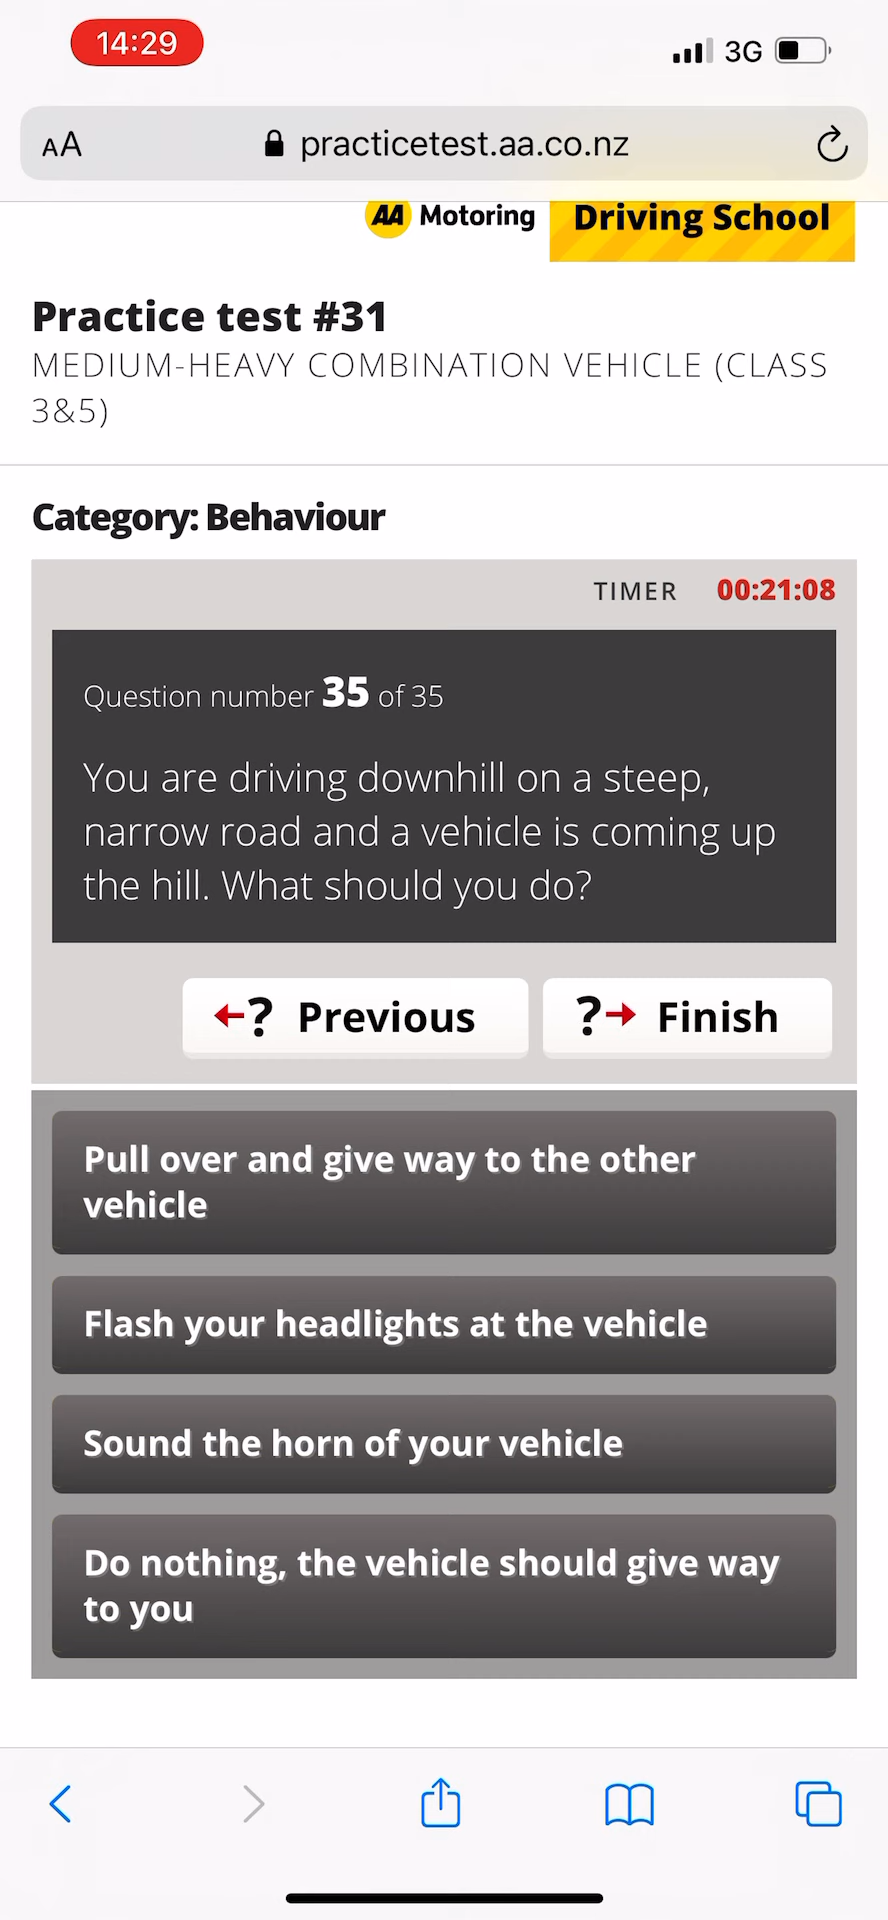 14:29
3G
AA
practicetest.aa.co.nz
AA Motoring
Driving School
Practice test #31
MEDIUM-HEAVY COMBINATION VEHICLE (CLASS
3&5)
Category: Behaviour
TIMER 00:21:08
Question number 35 of 35
You are driving downhill on a steep,
narrow road and a vehicle is coming up
the hill. What should you do?
←? Previous
?→ Finish
Pull over and give way to the other
vehicle
Flash your headlights at the vehicle
Sound the horn of your vehicle
Do nothing, the vehicle should give way
to you